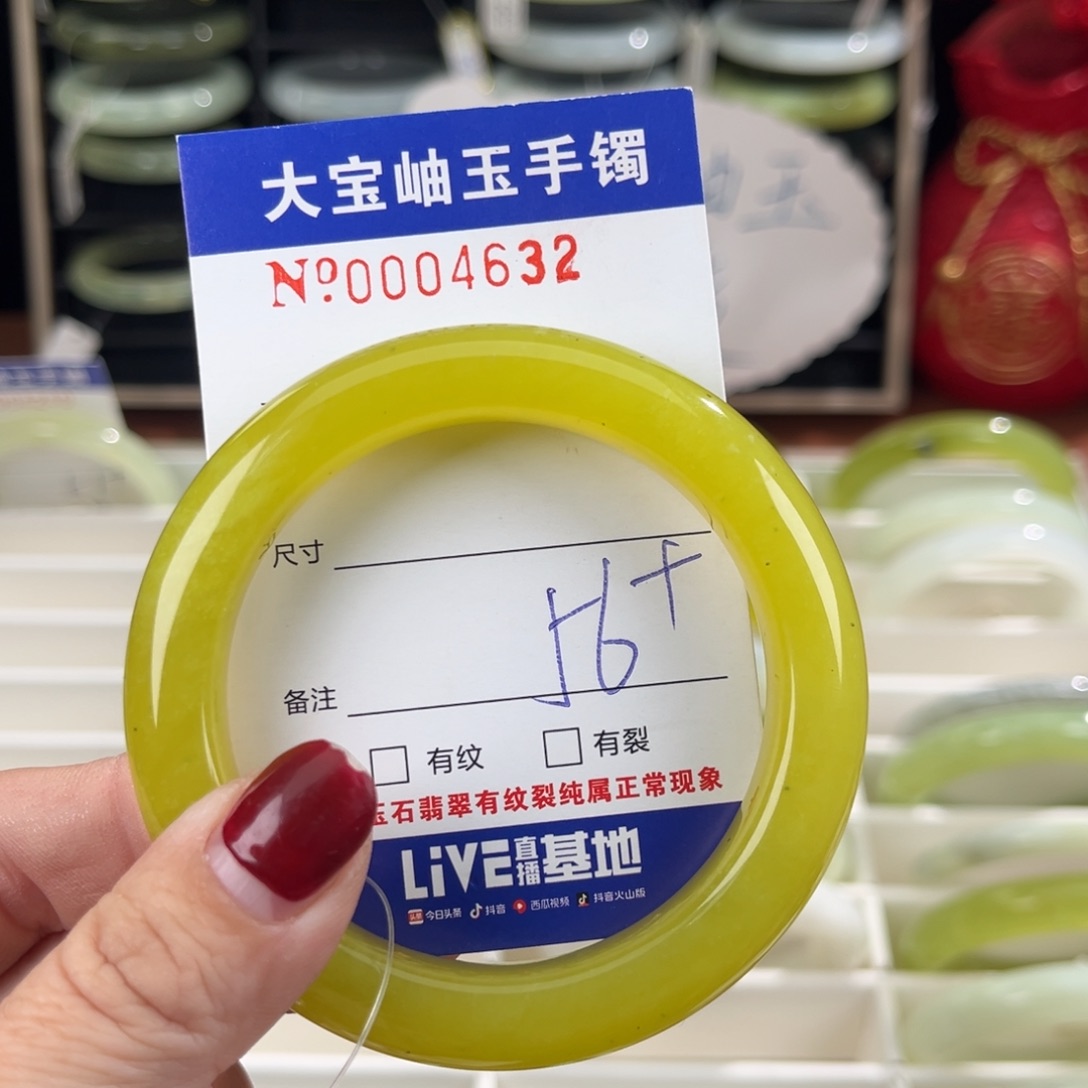 大宝岫玉手镯
Nº0004632
尺寸
56+
备注
有纹 有裂
玉石翡翠有纹裂纯属正常现象
LiVE直播基地
头条 今日头条 抖音 西瓜视频 抖音火山版